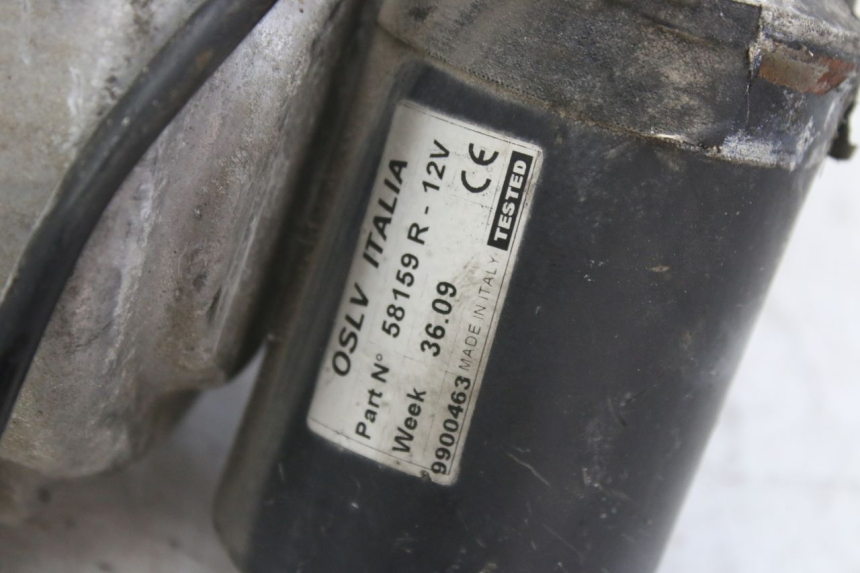 OSLV ITALIA
Part N° 58159 R - 12V
Week 36.09 CE
9900463 MADE IN ITALY TESTED